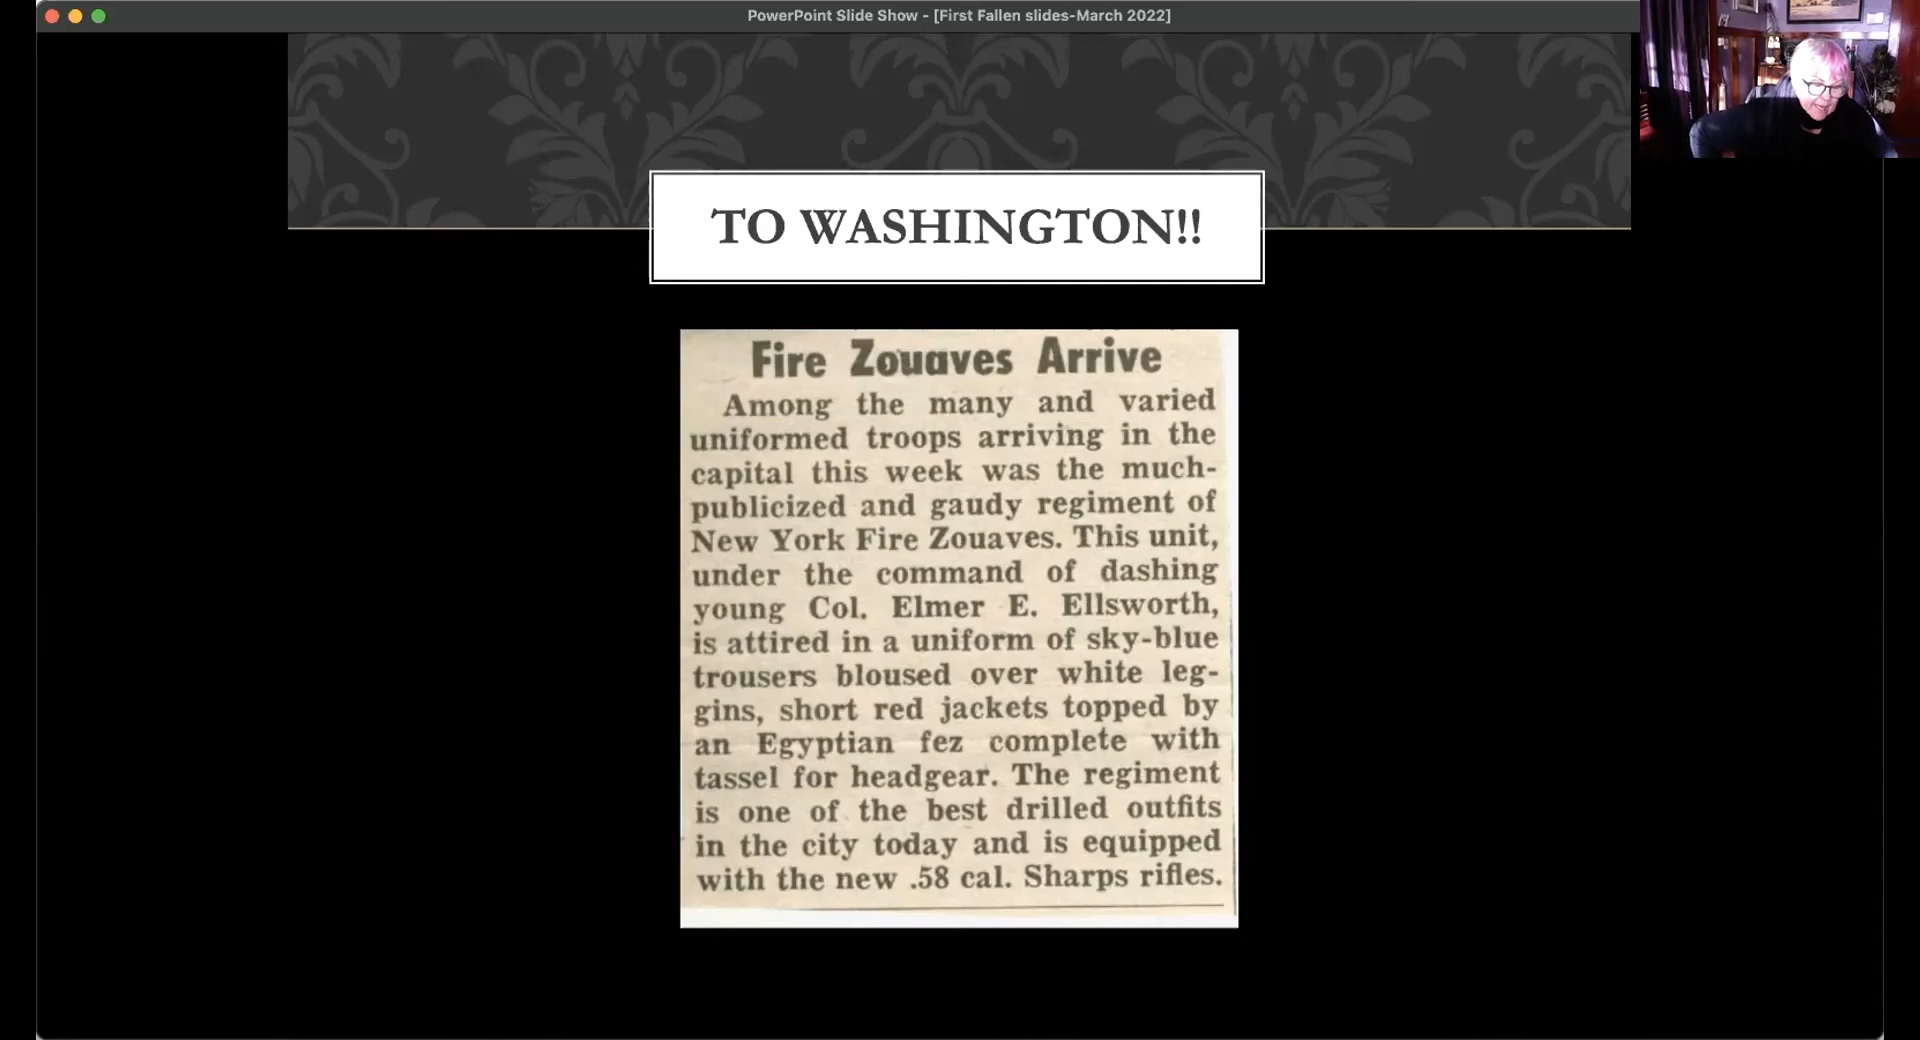 PowerPoint Slide Show - [First Fallen slides-March 2022]
TO WASHINGTON!!
Fire Zouaves Arrive
Among the many and varied
uniformed troops arriving in the
capital this week was the much-
publicized and gaudy regiment of
New York Fire Zouaves. This unit,
under the command of dashing
young Col. Elmer E. Ellsworth,
is attired in a uniform of sky-blue
trousers bloused over white leg-
gins, short red jackets topped by
an Egyptian fez complete with
tassel for headgear. The regiment
is one of the best drilled outfits
in the city today and is equipped
with the new .58 cal. Sharps rifles.